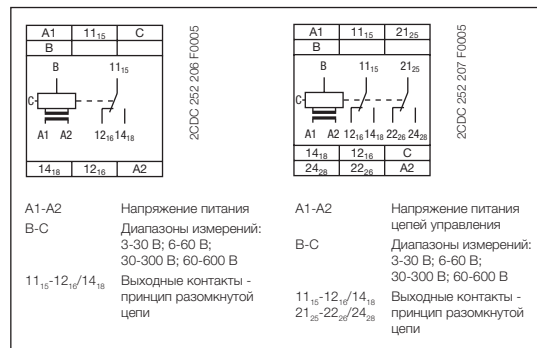 A1 11₁₅ C
B
B 11₁₅
C
A1 A2 12₁₆ 14₁₈
14₁₈ 12₁₆ A2
2CDC 252 206 F0005
A1-A2 Напряжение питания
B-C Диапазоны измерений:
3-30 В; 6-60 В;
30-300 В; 60-600 В
11₁₅-12₁₆/14₁₈ Выходные контакты -
принцип разомкнутой
цепи
A1 11₁₅ 21₂₅
B
B 11₁₅ 21₂₅
C
A1 A2 12₁₆ 14₁₈ 22₂₆ 24₂₈
14₁₈ 12₁₆ C
24₂₈ 22₂₆ A2
2CDC 252 207 F0005
A1-A2 Напряжение питания
цепей управления
B-C Диапазоны измерений:
3-30 В; 6-60 В;
30-300 В; 60-600 В
11₁₅-12₁₆/14₁₈ Выходные контакты -
21₂₅-22₂₆/24₂₈ принцип разомкнутой
цепи